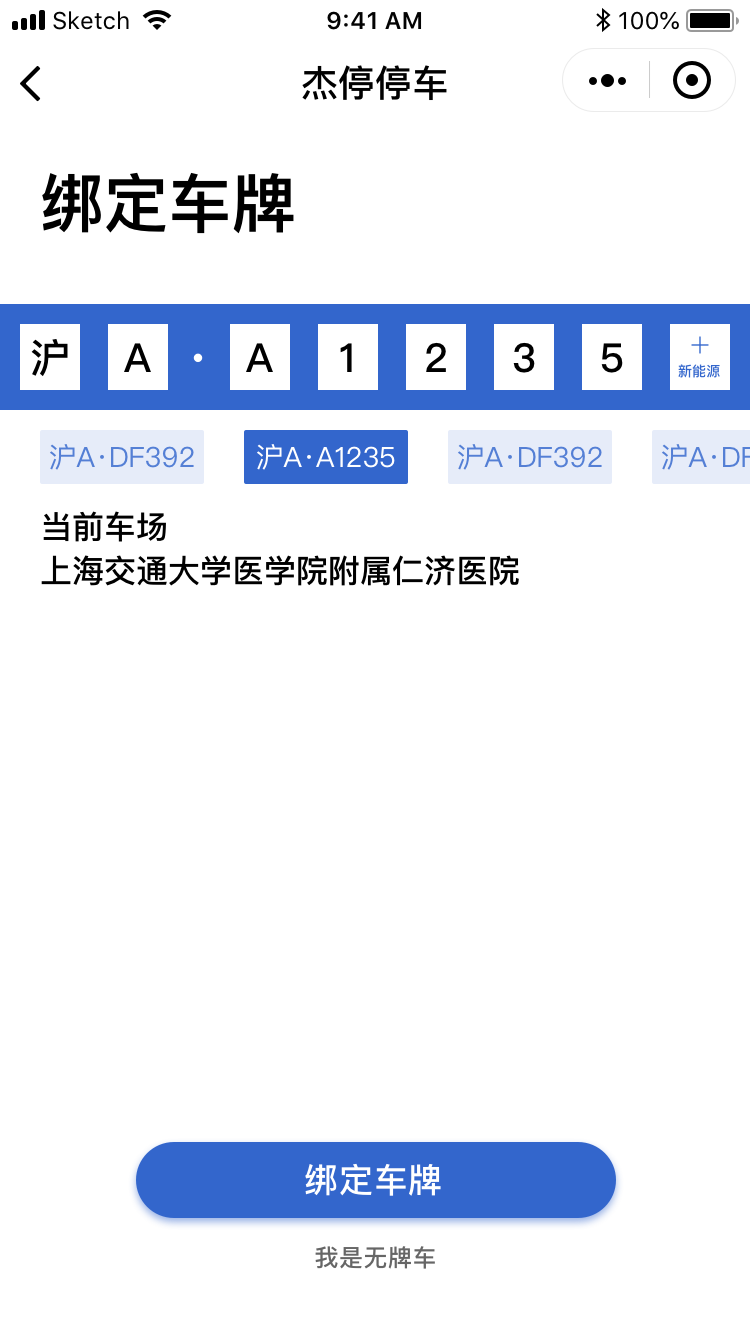 Sketch 9:41 AM 100%
杰停停车
绑定车牌
沪 A · A 1 2 3 5 新能源
沪A·DF392 沪A·A1235 沪A·DF392 沪A·DF
当前车场
上海交通大学医学院附属仁济医院
绑定车牌
我是无牌车